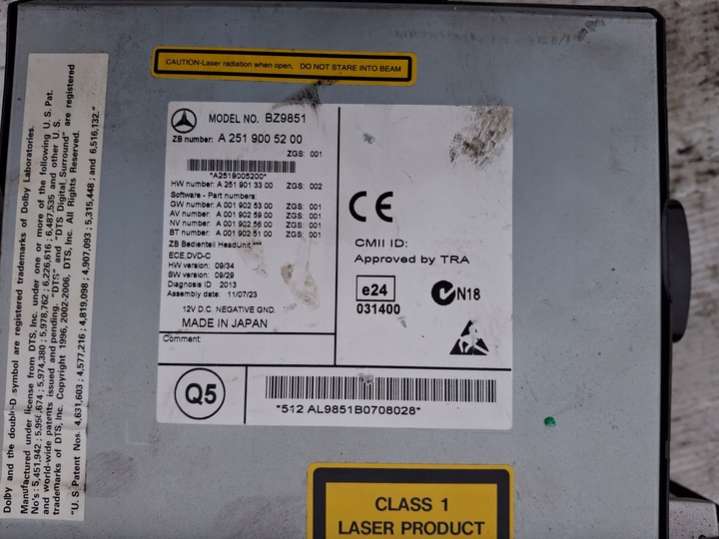 CAUTION-Laser radiation when open. DO NOT STARE INTO BEAM
MODEL NO. BZ9851
ZB number: A 251 900 52 00
ZGS: 001
*A2519005200*
HW number: A 251 901 33 00 ZGS: 002
Software - Part numbers:
GW number: A 001 902 53 00 ZGS: 001
AV number: A 001 902 59 00 ZGS: 001
NV number: A 001 902 56 00 ZGS: 001
BT number: A 001 902 51 00 ZGS: 001
ZB Bedienteil HeadUnit ***
ECE,DVD-C
HW version: 09/34
SW version: 09/29
Diagnosis ID 2013
Assembly date: 11/07/23
12V D.C. NEGATIVE GND.
MADE IN JAPAN
Comment:
CE
CMII ID:
Approved by TRA
e24
031400
N18
Q5
*512 AL9851B0708028*
CLASS 1
LASER PRODUCT
Dolby and the double-D symbol are registered trademarks of Dolby Laboratories.
Manufactured under license from DTS, Inc. under one or more of the following U.S. Pat.
No's: 5,451,942; 5,956,674; 5,974,380; 5,978,762; 6,226,616; 6,487,535 and other U.S.
and world-wide patents issued and pending. "DTS" and "DTS Digital Surround" are registered
trademarks of DTS, Inc. Copyright 1996, 2002-2006, DTS, Inc. All Rights Reserved.
"U.S. Patent Nos. 4,631,603; 4,577,216; 4,819,098; 4,907,093; 5,315,448; and 6,516,132."